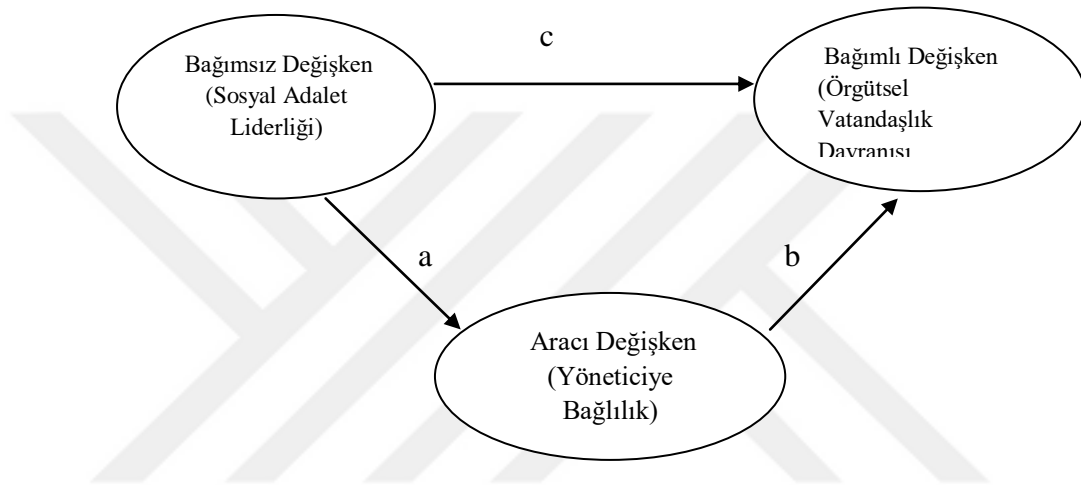 c
Bağımsız Değişken
(Sosyal Adalet
Liderliği)
Bağımlı Değişken
(Örgütsel
Vatandaşlık
Davranışı
a
b
Aracı Değişken
(Yöneticiye
Bağlılık)